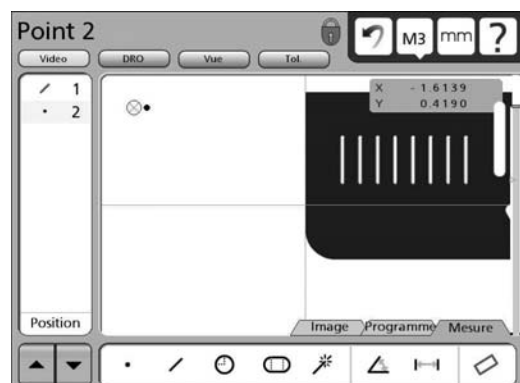 Point 2
M3 mm ?
Video DRO Vue Tol.
1
2
X - 1.6139
Y 0.4190
Position
Image Programme Mesure